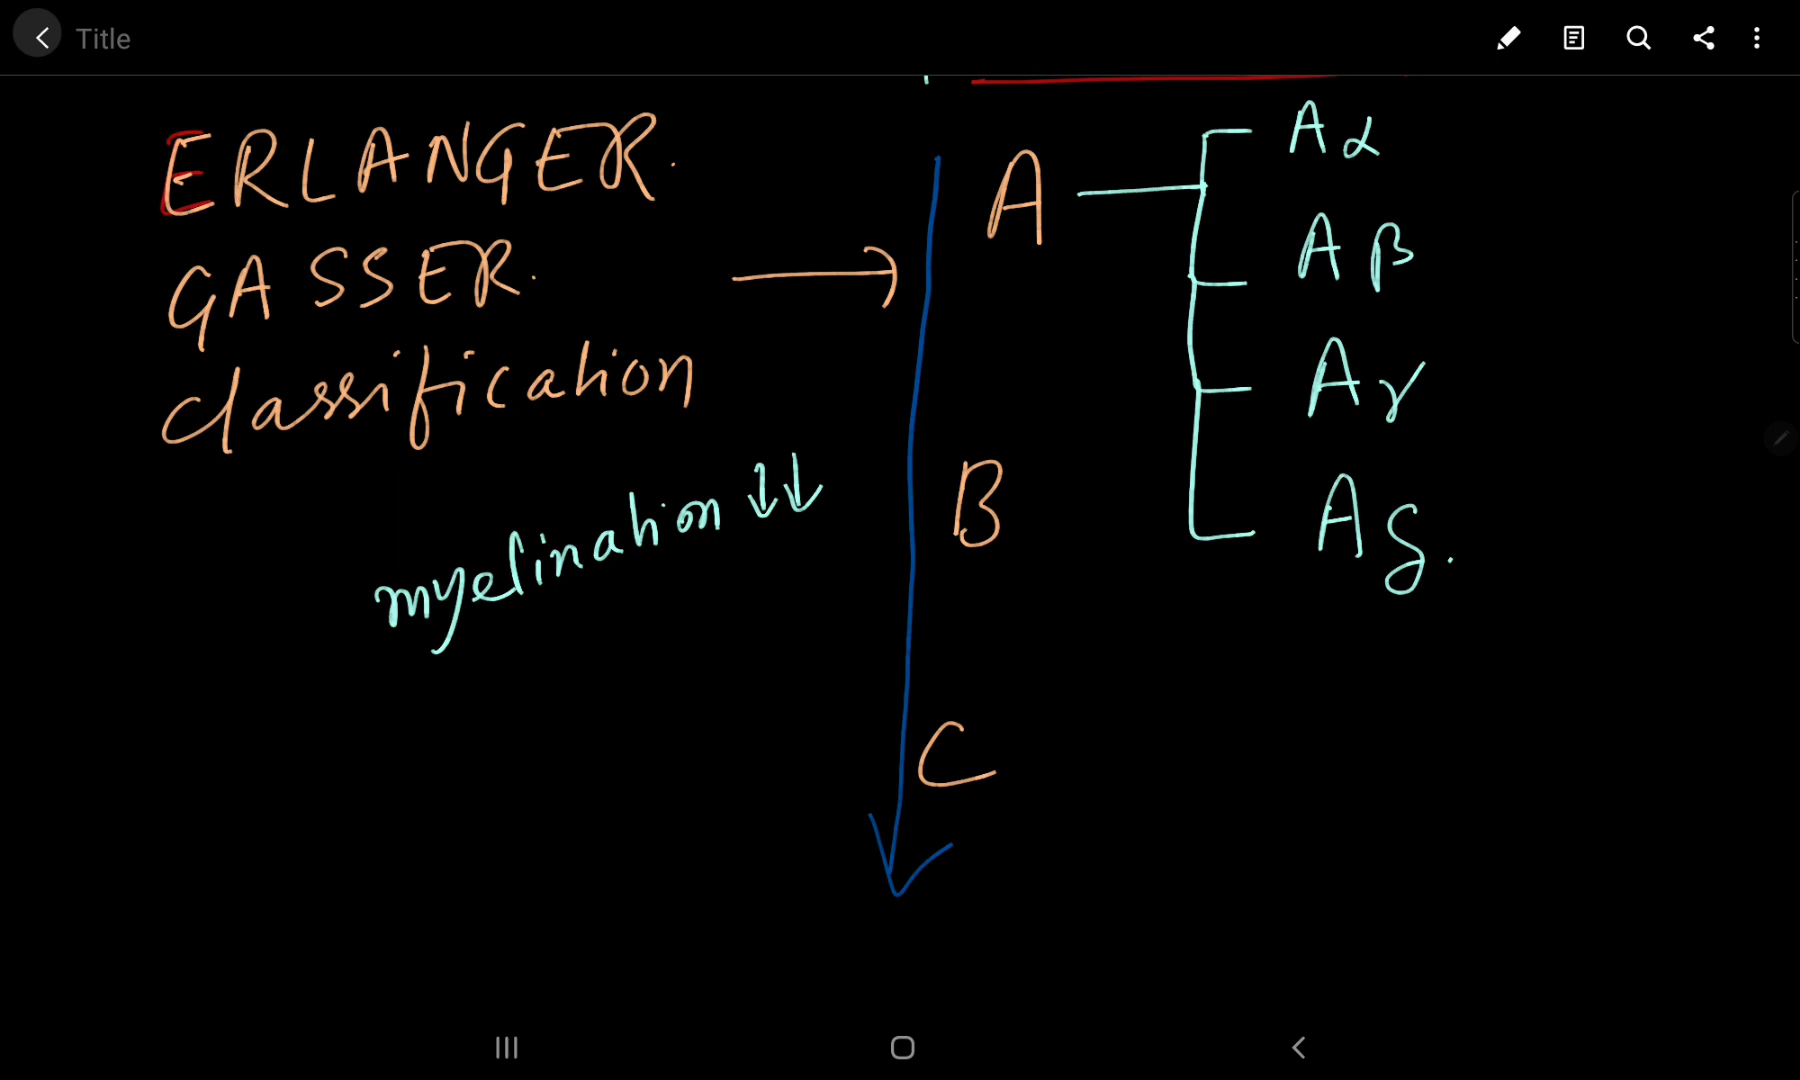 Title
ERLANGER.
GASSER.
classification
myelination ↓↓
A
Aα
Aβ
Aγ
Aδ.
B
C